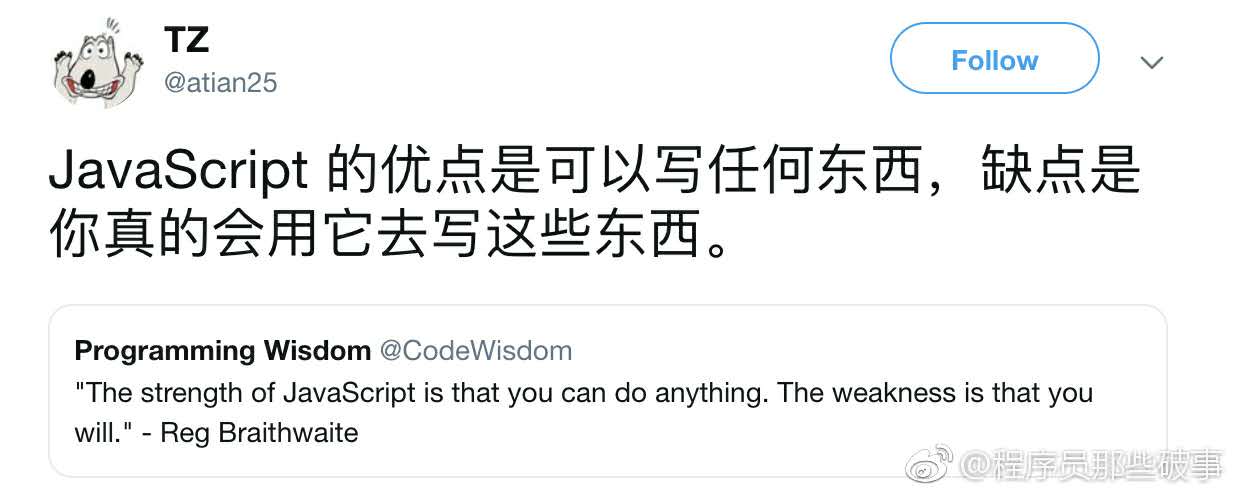 TZ
@atian25
Follow
JavaScript 的优点是可以写任何东西，缺点是
你真的会用它去写这些东西。
Programming Wisdom @CodeWisdom
"The strength of JavaScript is that you can do anything. The weakness is that you
will." - Reg Braithwaite
@程序员那些破事